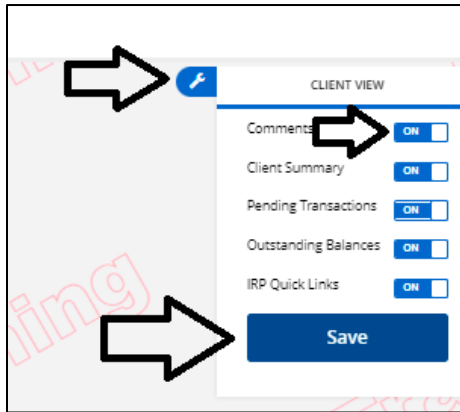 CLIENT VIEW
Comments ON
Client Summary ON
Pending Transactions ON
Outstanding Balances ON
IRP Quick Links ON
Save